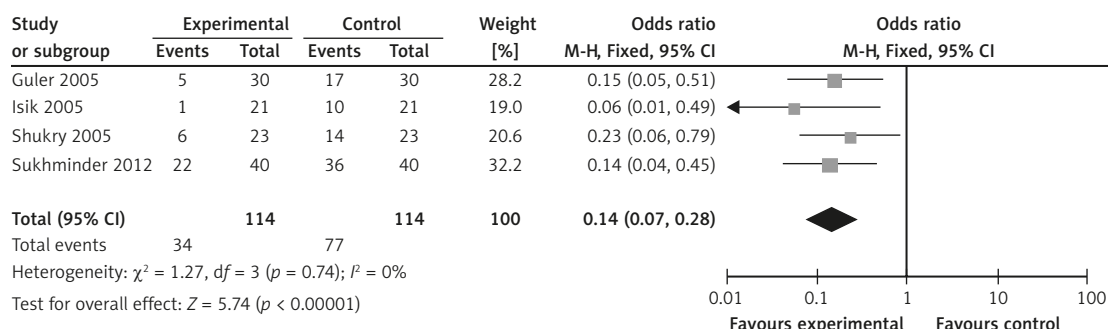 Study Experimental Control Weight Odds ratio Odds ratio
or subgroup Events Total Events Total [%] M-H, Fixed, 95% CI M-H, Fixed, 95% CI
Guler 2005 5 30 17 30 28.2 0.15 (0.05, 0.51)
Isik 2005 1 21 10 21 19.0 0.06 (0.01, 0.49)
Shukry 2005 6 23 14 23 20.6 0.23 (0.06, 0.79)
Sukhminder 2012 22 40 36 40 32.2 0.14 (0.04, 0.45)
Total (95% CI) 114 114 100 0.14 (0.07, 0.28)
Total events 34 77
Heterogeneity: χ² = 1.27, df = 3 (p = 0.74); I² = 0%
Test for overall effect: Z = 5.74 (p < 0.00001)
0.01 0.1 1 10 100
Favours experimental Favours control